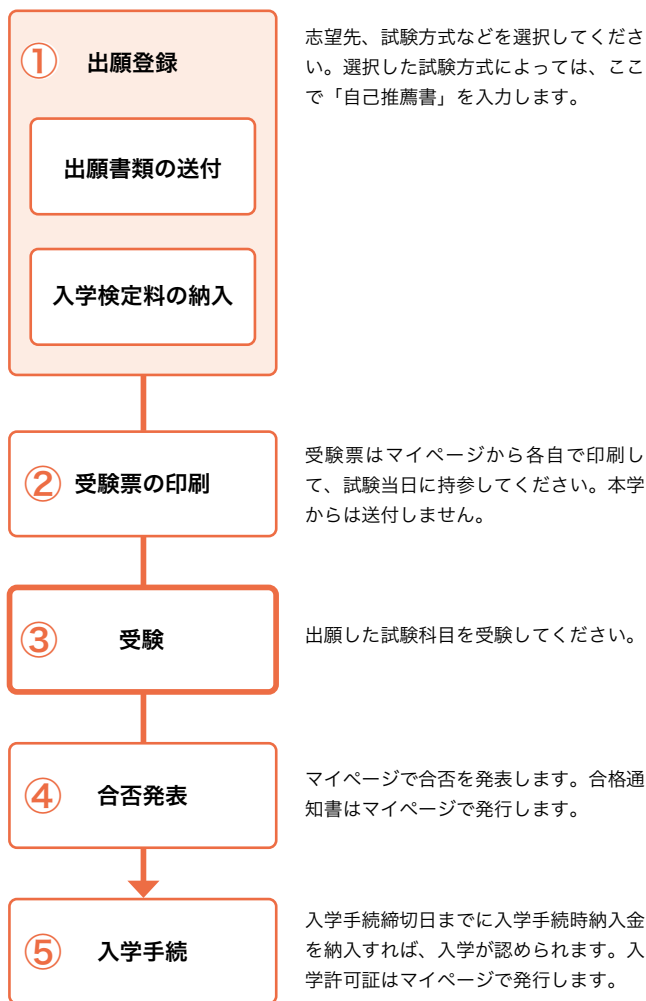 ① 出願登録
志望先、試験方式などを選択してくださ
い。選択した試験方式によっては、ここ
で「自己推薦書」を入力します。
出願書類の送付
入学検定料の納入
② 受験票の印刷
受験票はマイページから各自で印刷し
て、試験当日に持参してください。本学
からは送付しません。
③ 受験
出願した試験科目を受験してください。
④ 合否発表
マイページで合否を発表します。合格通
知書はマイページで発行します。
⑤ 入学手続
入学手続締切日までに入学手続時納入金
を納入すれば、入学が認められます。入
学許可証はマイページで発行します。